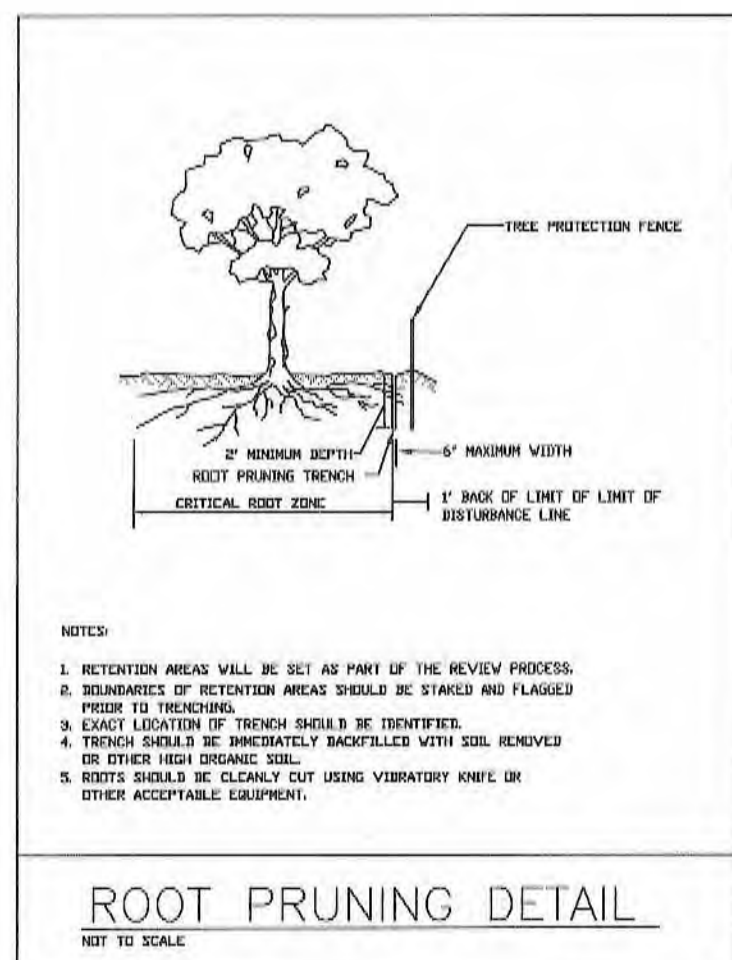 TREE PROTECTION FENCE
2' MINIMUM DEPTH
6" MAXIMUM WIDTH
ROOT PRUNING TRENCH
CRITICAL ROOT ZONE
1' BACK OF LIMIT OF LIMIT OF
DISTURBANCE LINE
NOTES:
1. RETENTION AREAS WILL BE SET AS PART OF THE REVIEW PROCESS.
2. BOUNDARIES OF RETENTION AREAS SHOULD BE STAKED AND FLAGGED
PRIOR TO TRENCHING.
3. EXACT LOCATION OF TRENCH SHOULD BE IDENTIFIED.
4. TRENCH SHOULD BE IMMEDIATELY BACKFILLED WITH SOIL REMOVED
OR OTHER HIGH ORGANIC SOIL.
5. ROOTS SHOULD BE CLEANLY CUT USING VIBRATORY KNIFE OR
OTHER ACCEPTABLE EQUIPMENT.
ROOT PRUNING DETAIL
NOT TO SCALE